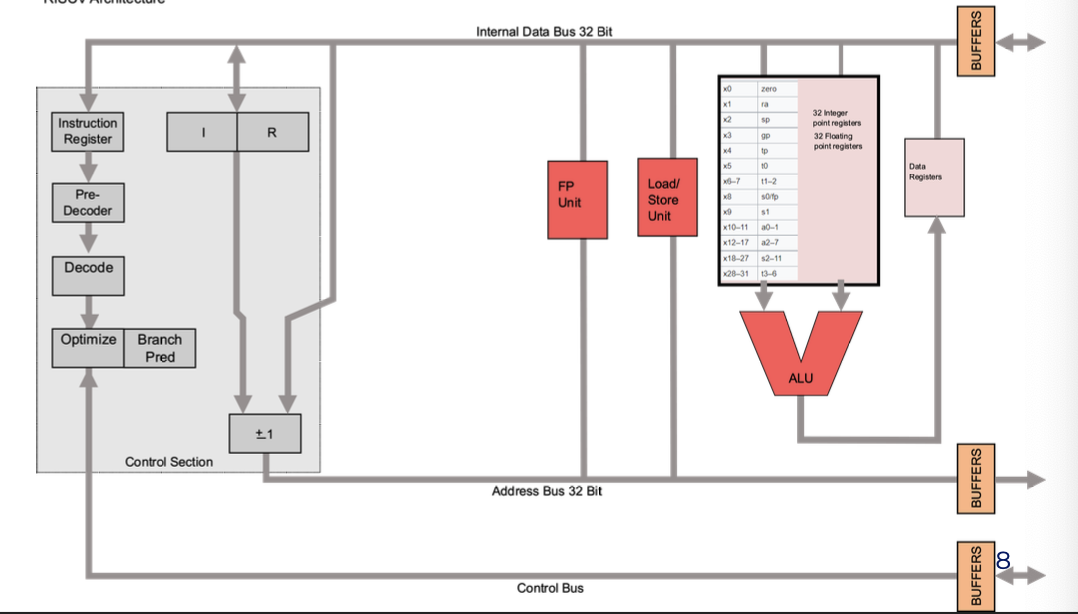 RISCV Architecture
Internal Data Bus 32 Bit
BUFFERS
Instruction
Register
I
R
Pre-
Decoder
Decode
Optimize
Branch
Pred
±1
Control Section
FP
Unit
Load/
Store
Unit
x0 zero
x1 ra
x2 sp
x3 gp
x4 tp
x5 t0
x6–7 t1–2
x8 s0/fp
x9 s1
x10–11 a0–1
x12–17 a2–7
x18–27 s2–11
x28–31 t3–6
32 Integer
point registers
32 Floating
point registers
Data
Registers
ALU
BUFFERS
Address Bus 32 Bit
BUFFERS
8
Control Bus